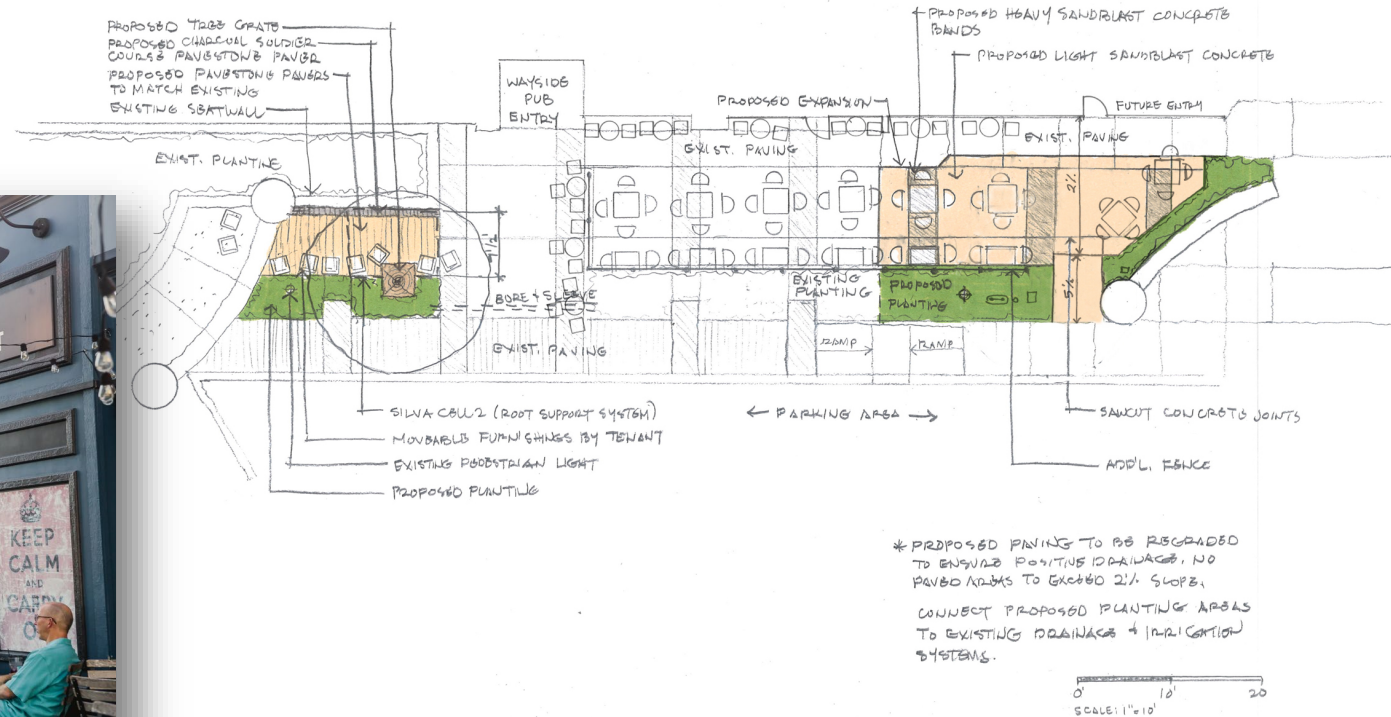 PROPOSED TREE GRATE
PROPOSED CHARCOAL SOLDIER
COURSE PAVESTONE PAVER
PROPOSED PAVESTONE PAVERS
TO MATCH EXISTING
EXISTING SEATWALL
EXIST. PLANTING
WAYSIDE
PUB
ENTRY
PROPOSED HEAVY SANDBLAST CONCRETE
BANDS
PROPOSED LIGHT SANDBLAST CONCRETE
PROPOSED EXPANSION
FUTURE ENTRY
EXIST. PAVING
EXIST. PAVING
2%
BORE & SLEEVE
EXISTING
PLANTING
PROPOSED
PLANTING
5%
EXIST. PAVING
RAMP
RAMP
SILVA CELL 2 (ROOT SUPPORT SYSTEM)
MOVEABLE FURNISHINGS BY TENANT
EXISTING PEDESTRIAN LIGHT
PROPOSED PLANTING
← PARKING AREA →
SAWCUT CONCRETE JOINTS
ADD'L. FENCE
* PROPOSED PAVING TO BE REGRADED
TO ENSURE POSITIVE DRAINAGE. NO
PAVED AREAS TO EXCEED 2% SLOPE.
CONNECT PROPOSED PLANTING AREAS
TO EXISTING DRAINAGE & IRRIGATION
SYSTEMS.
0' 10' 20
SCALE: 1"=10'
KEEP
CALM
AND
CARRY